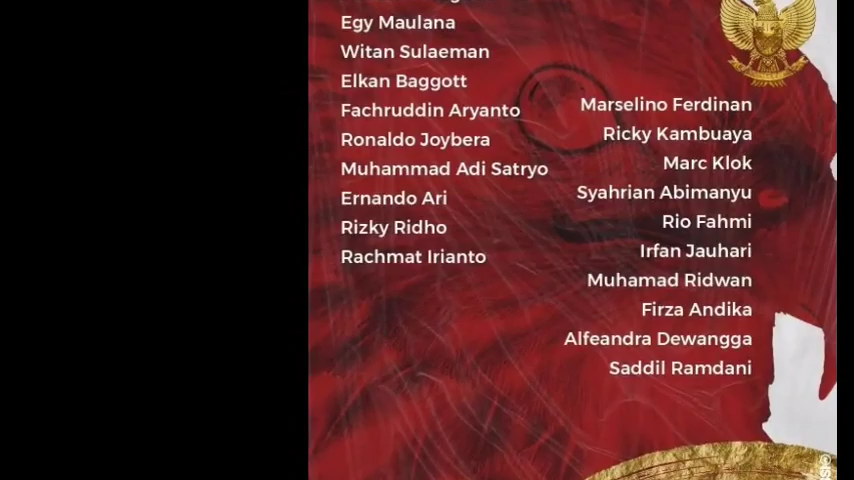 Egy Maulana
Witan Sulaeman
Elkan Baggott
Fachruddin Aryanto
Ronaldo Joybera
Muhammad Adi Satryo
Ernando Ari
Rizky Ridho
Rachmat Irianto
Marselino Ferdinan
Ricky Kambuaya
Marc Klok
Syahrian Abimanyu
Rio Fahmi
Irfan Jauhari
Muhamad Ridwan
Firza Andika
Alfeandra Dewangga
Saddil Ramdani